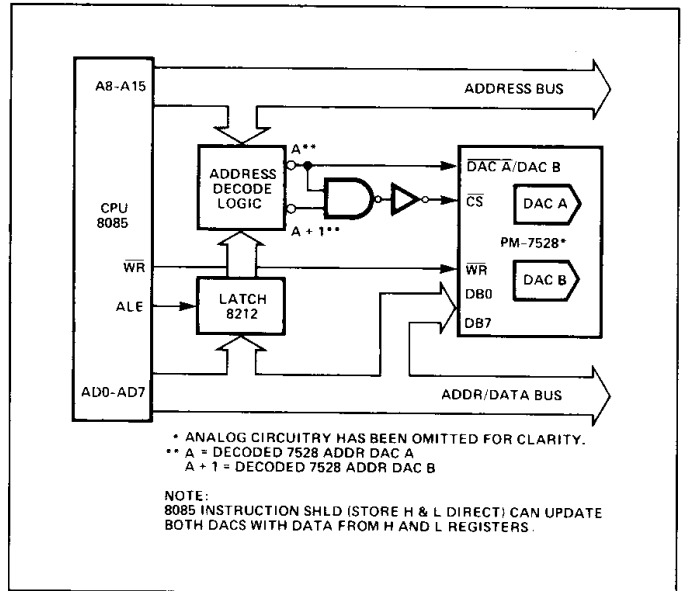 A8-A15
ADDRESS BUS
A**
ADDRESS
DECODE
LOGIC
DAC A/DAC B
CPU
8085
CS
DAC A
A + 1**
PM-7528*
WR
WR
DAC B
DB0
ALE
LATCH
8212
DB7
AD0-AD7
ADDR/DATA BUS
* ANALOG CIRCUITRY HAS BEEN OMITTED FOR CLARITY.
** A = DECODED 7528 ADDR DAC A
A + 1 = DECODED 7528 ADDR DAC B
NOTE:
8085 INSTRUCTION SHLD (STORE H & L DIRECT) CAN UPDATE
BOTH DACS WITH DATA FROM H AND L REGISTERS.